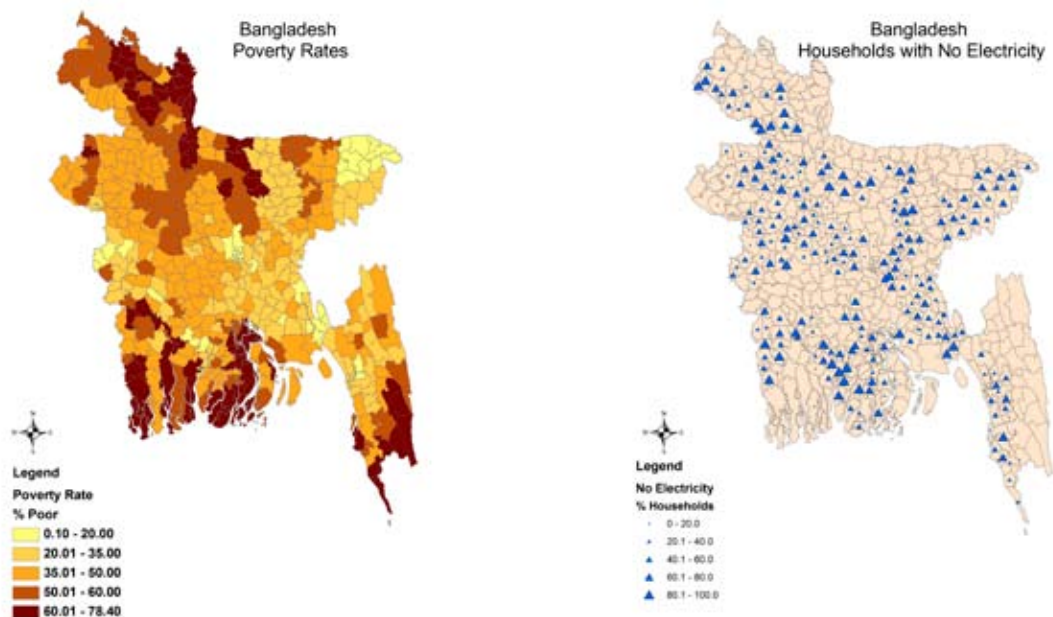 Bangladesh
Poverty Rates
N
W
E
S
Legend
Poverty Rate
% Poor
0.10 - 20.00
20.01 - 35.00
35.01 - 50.00
50.01 - 60.00
60.01 - 78.40
Bangladesh
Households with No Electricity
N
W
E
S
Legend
No Electricity
% Households
0 - 20.0
20.1 - 40.0
40.1 - 60.0
60.1 - 80.0
80.1 - 100.0